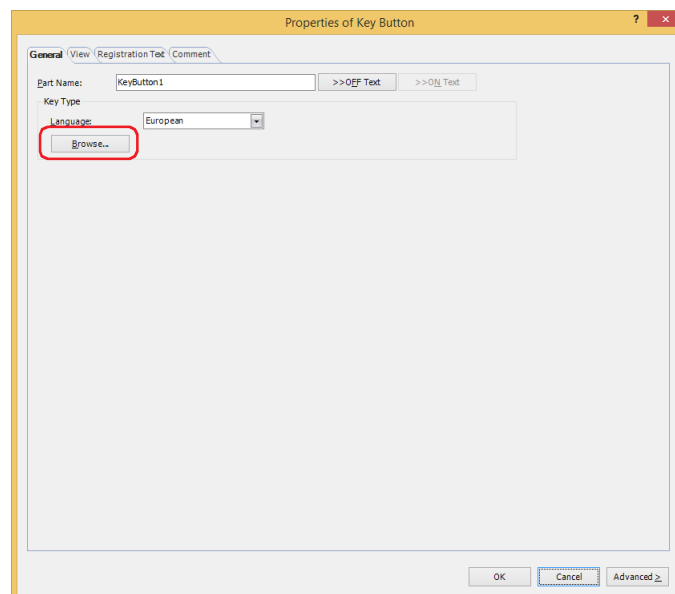 Properties of Key Button
? ×
General View Registration Text Comment
Part Name: KeyButton1 >>OFF Text >>ON Text
Key Type
Language: European
Browse...
OK Cancel Advanced >